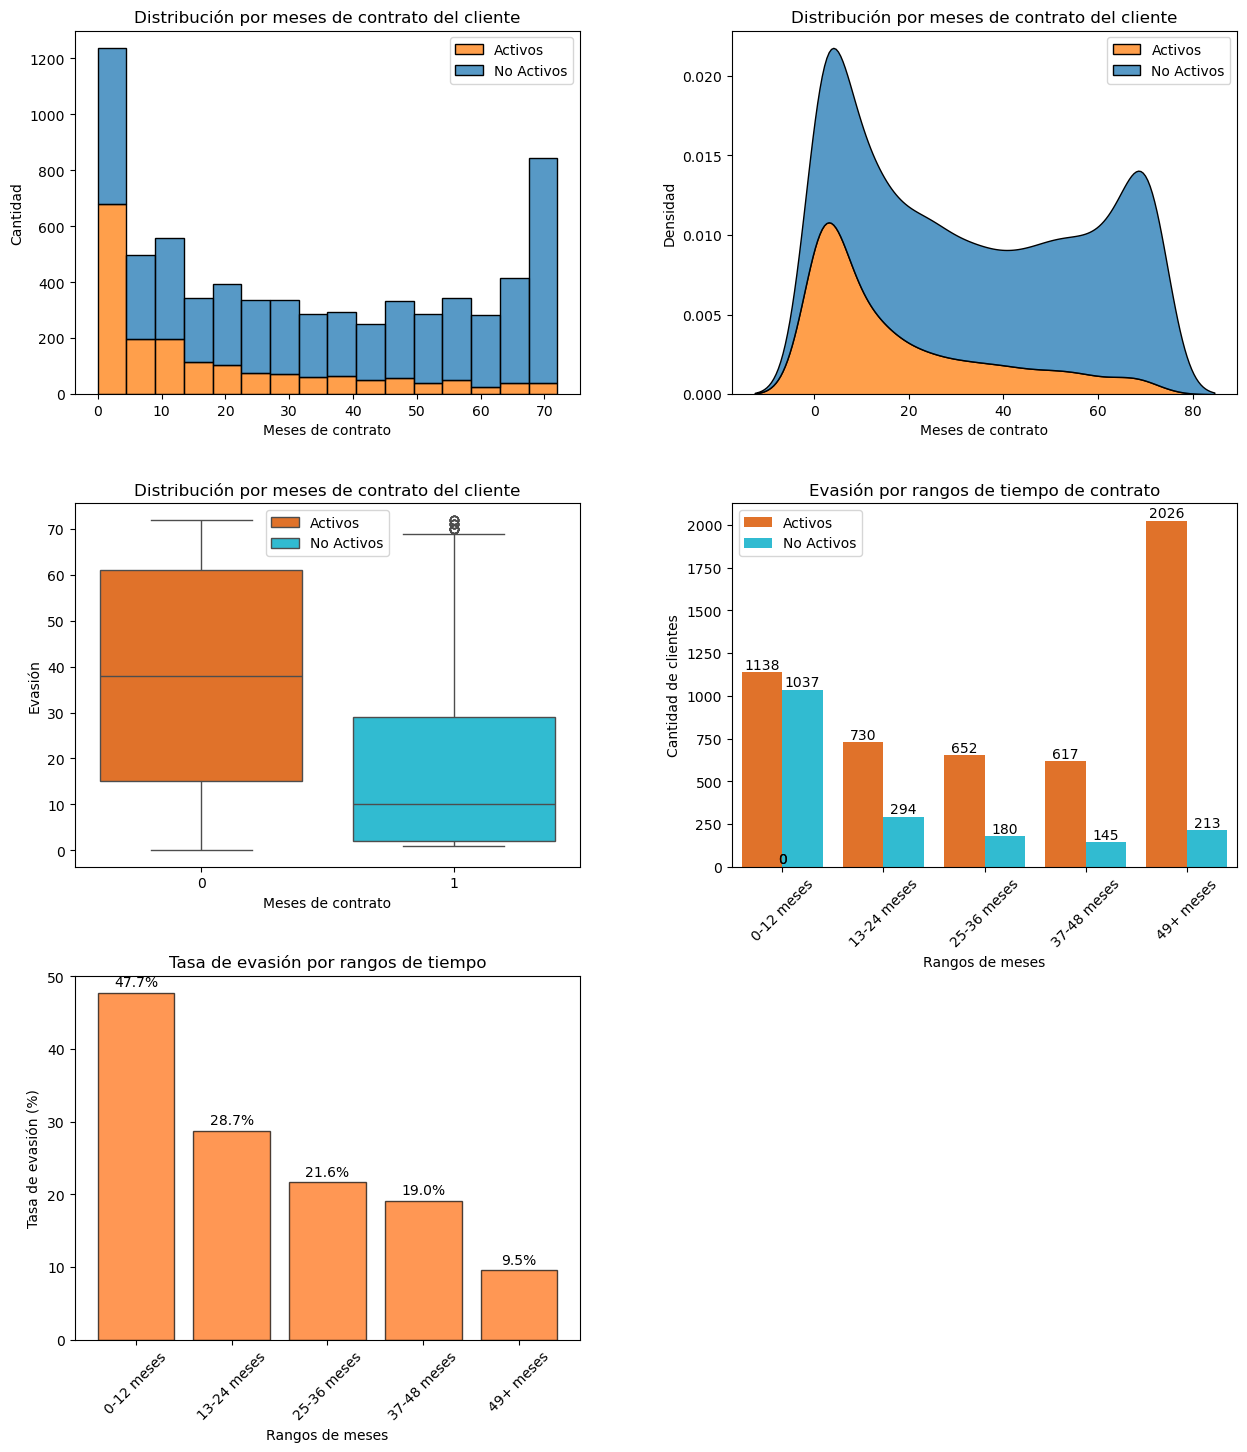 Distribución por meses de contrato del cliente
Activos
No Activos
1200
1000
800
600
400
200
0
Cantidad
0 10 20 30 40 50 60 70
Meses de contrato
Distribución por meses de contrato del cliente
Activos
No Activos
0.020
0.015
0.010
0.005
0.000
Densidad
0 20 40 60 80
Meses de contrato
Distribución por meses de contrato del cliente
Activos
No Activos
70
60
50
40
30
20
10
0
Evasión
0 1
Meses de contrato
Evasión por rangos de tiempo de contrato
Activos
No Activos
2000
1750
1500
1250
1000
750
500
250
0
Cantidad de clientes
1138 1037 730 294 652 180 617 145 2026 213
0
0-12 meses 13-24 meses 25-36 meses 37-48 meses 49+ meses
Rangos de meses
Tasa de evasión por rangos de tiempo
50
40
30
20
10
0
Tasa de evasión (%)
47.7% 28.7% 21.6% 19.0% 9.5%
0-12 meses 13-24 meses 25-36 meses 37-48 meses 49+ meses
Rangos de meses